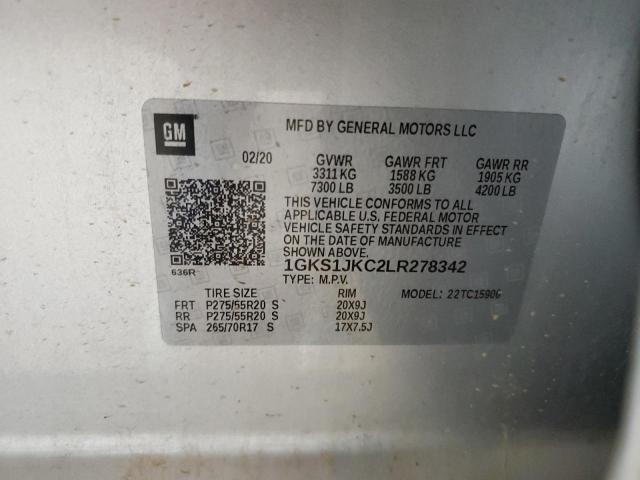 GM
MFD BY GENERAL MOTORS LLC
02/20 GVWR GAWR FRT GAWR RR
3311 KG 1588 KG 1905 KG
7300 LB 3500 LB 4200 LB
THIS VEHICLE CONFORMS TO ALL
APPLICABLE U.S. FEDERAL MOTOR
VEHICLE SAFETY STANDARDS IN
EFFECT ON THE DATE OF MANUFACTURE
SHOWN ABOVE.
636R
1GKS1JKC2LR278342
TYPE: M.P.V.
TIRE SIZE RIM MODEL: 22TC15906
FRT P275/55R20 S 20X9J
RR P275/55R20 S 20X9J
SPA 265/70R17 S 17X7.5J